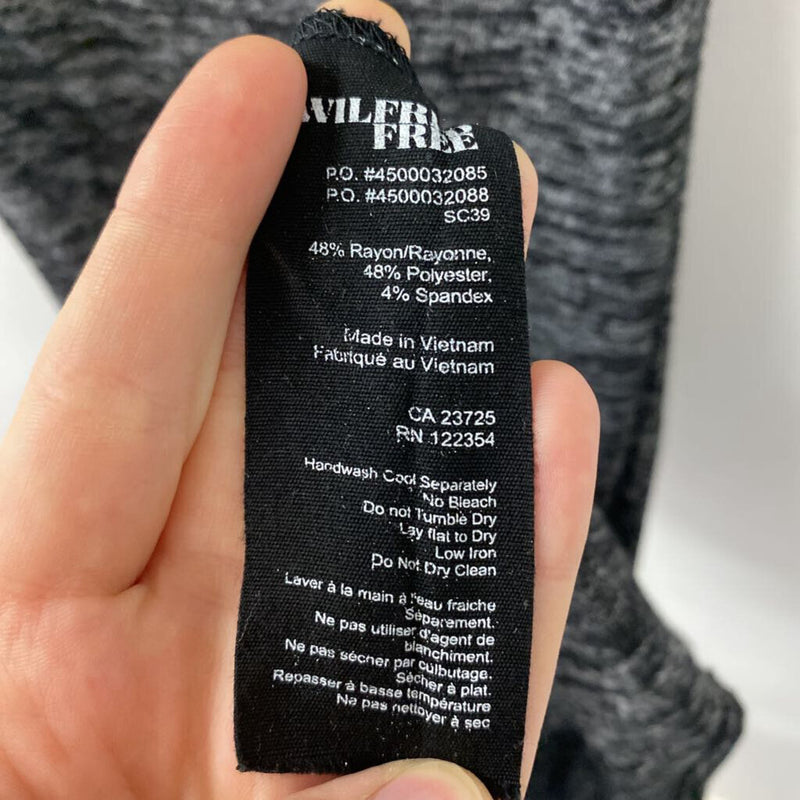 WILFRED
FREE
P.O. #4500032085
P.O. #4500032088
SC39
48% Rayon/Rayonne,
48% Polyester,
4% Spandex
Made in Vietnam
Fabriqué au Vietnam
CA 23725
RN 122354
Handwash Cool Separately
No Bleach
Do not Tumble Dry
Lay flat to Dry
Low Iron
Do Not Dry Clean
Laver à la main à l'eau fraiche
Séparement.
Ne pas utiliser d'agent de
blanchiment.
Ne pas sécher par culbutage.
Sécher à plat.
Repasser à basse température
Ne pas nettoyer à sec